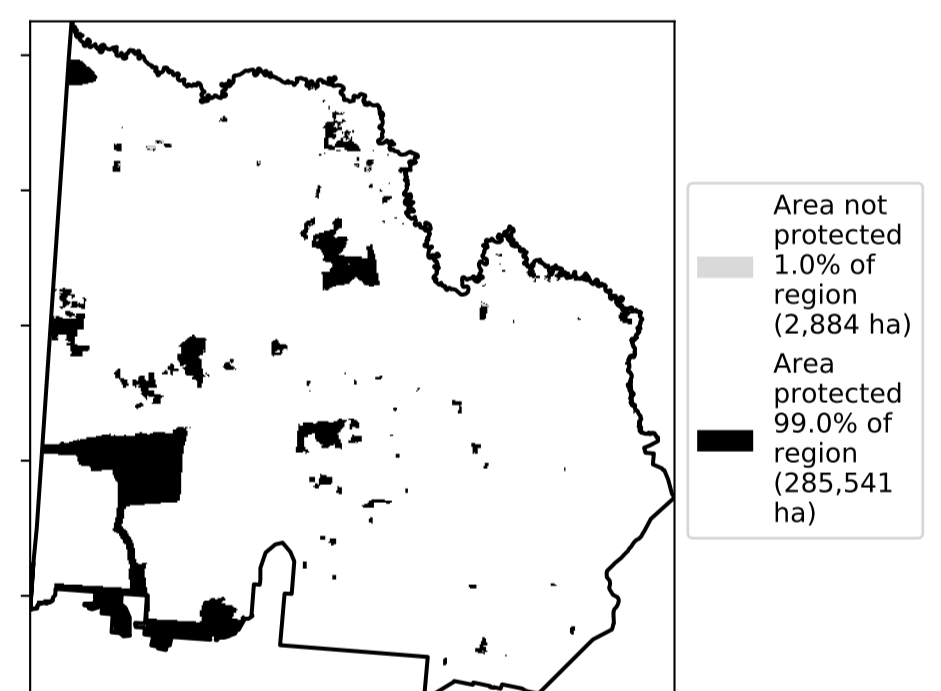 Area not
protected
1.0% of
region
(2,884 ha)
Area
protected
99.0% of
region
(285,541
ha)